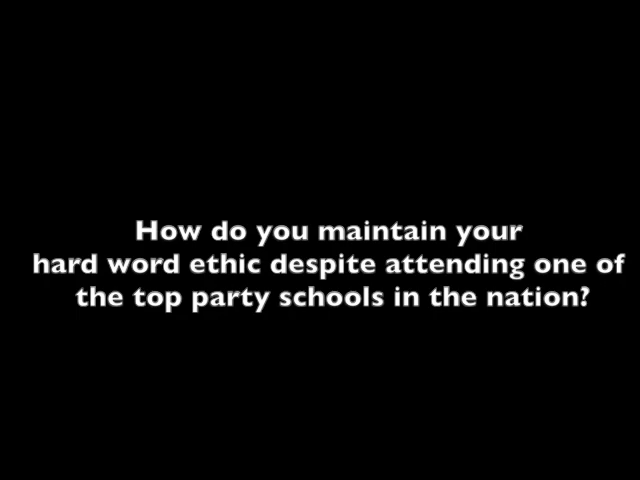 How do you maintain your
hard word ethic despite attending one of
the top party schools in the nation?